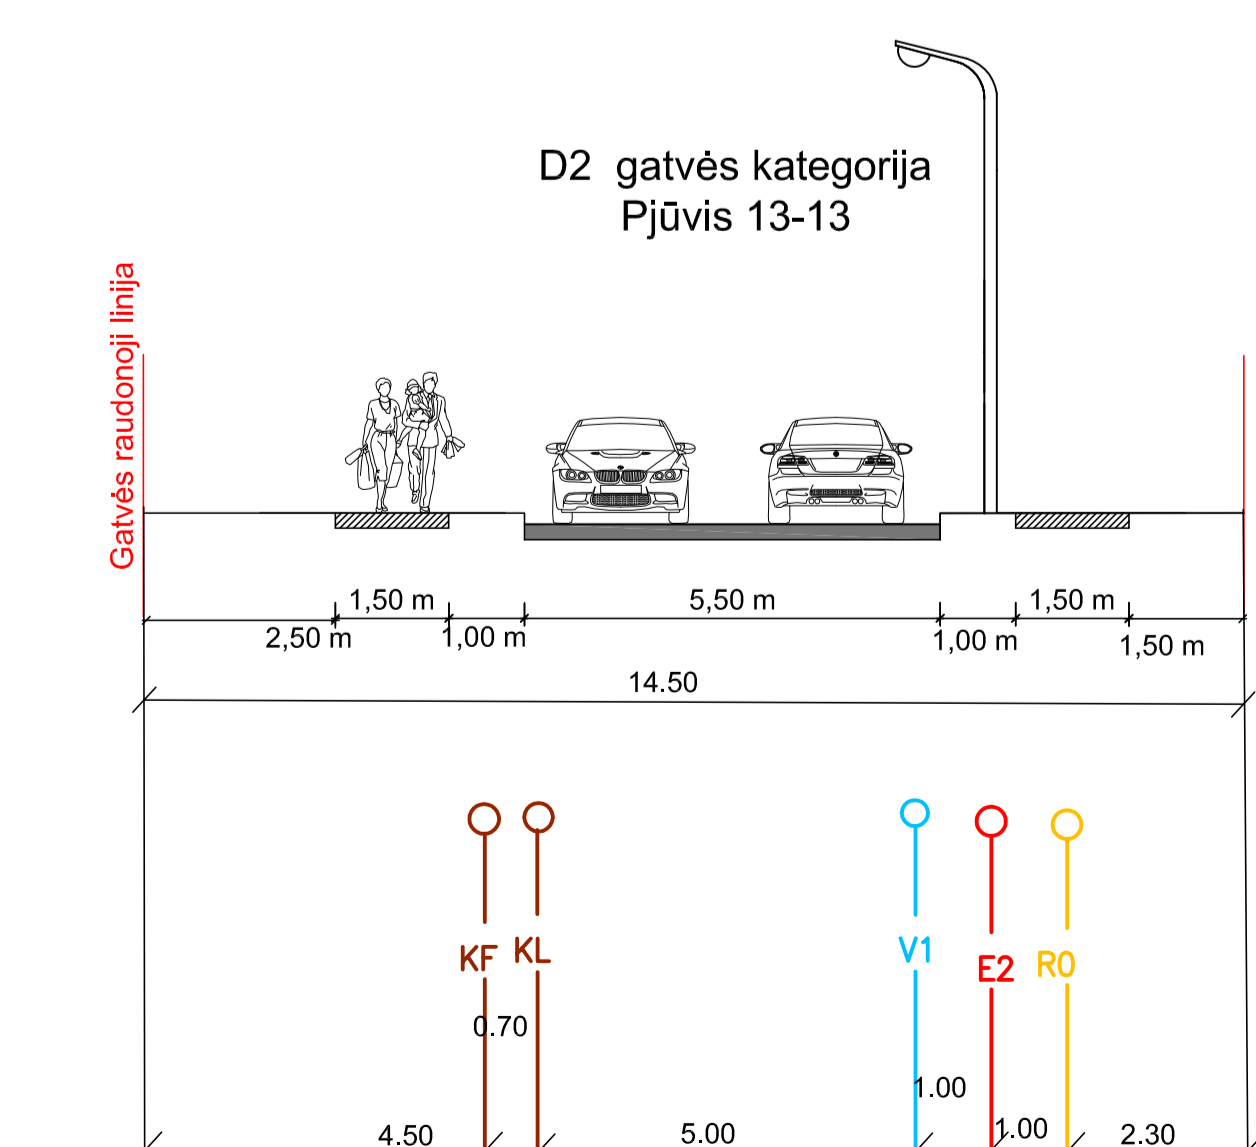 D2 gatvės kategorija
Pjūvis 13-13
Gatvės raudonoji linija
1,50 m
5,50 m
1,50 m
2,50 m
1,00 m
1,00 m
1,50 m
14.50
KF
KL
V1
E2
R0
0.70
1.00
4.50
5.00
1.00
2.30